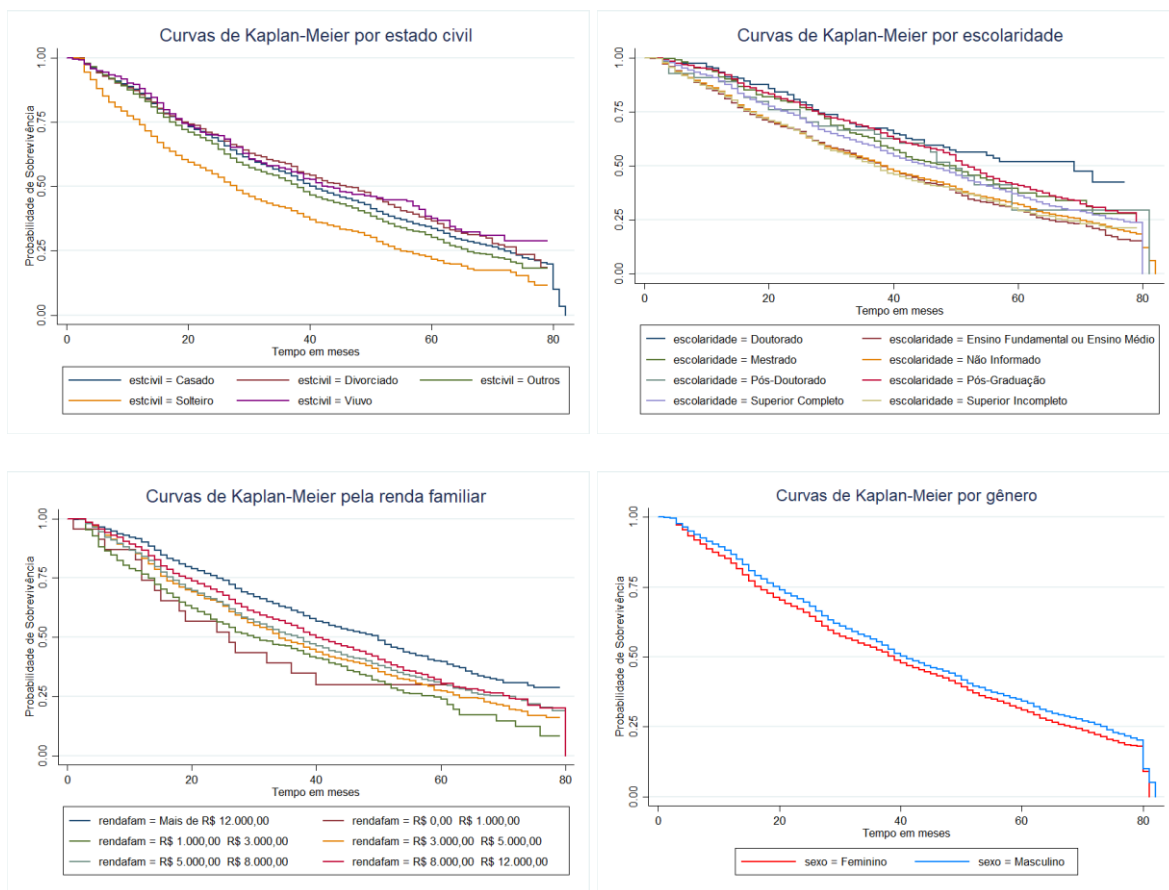 Curvas de Kaplan-Meier por estado civil
Probabilidade de Sobrevivência
1.00
0.75
0.50
0.25
0.00
0 20 40 60 80
Tempo em meses
estcivil = Casado estcivil = Divorciado estcivil = Outros
estcivil = Solteiro estcivil = Viuvo
Curvas de Kaplan-Meier por escolaridade
Probabilidade de Sobrevivência
1.00
0.75
0.50
0.25
0.00
0 20 40 60 80
Tempo em meses
escolaridade = Doutorado escolaridade = Ensino Fundamental ou Ensino Médio
escolaridade = Mestrado escolaridade = Não Informado
escolaridade = Pós-Doutorado escolaridade = Pós-Graduação
escolaridade = Superior Completo escolaridade = Superior Incompleto
Curvas de Kaplan-Meier pela renda familiar
Probabilidade de Sobrevivência
1.00
0.75
0.50
0.25
0.00
0 20 40 60 80
Tempo em meses
rendafam = Mais de R$ 12.000,00 rendafam = R$ 0,00 R$ 1.000,00
rendafam = R$ 1.000,00 R$ 3.000,00 rendafam = R$ 3.000,00 R$ 5.000,00
rendafam = R$ 5.000,00 R$ 8.000,00 rendafam = R$ 8.000,00 R$ 12.000,00
Curvas de Kaplan-Meier por gênero
Probabilidade de Sobrevivência
1.00
0.75
0.50
0.25
0.00
0 20 40 60 80
Tempo em meses
sexo = Feminino sexo = Masculino